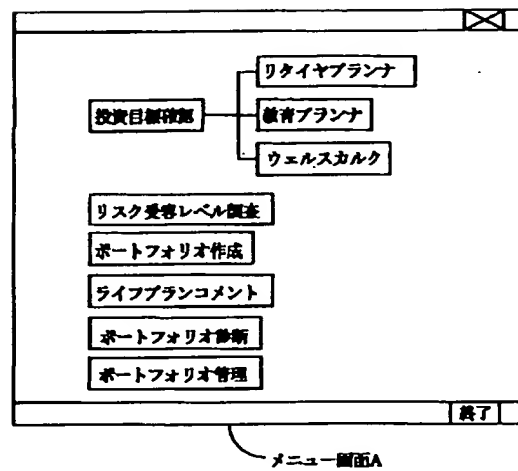 リタイヤプランナ
投資目標確認
教育プランナ
ウェルスカルク
リスク受容レベル調査
ポートフォリオ作成
ライフプランコメント
ポートフォリオ診断
ポートフォリオ管理
終了
メニュー画面A